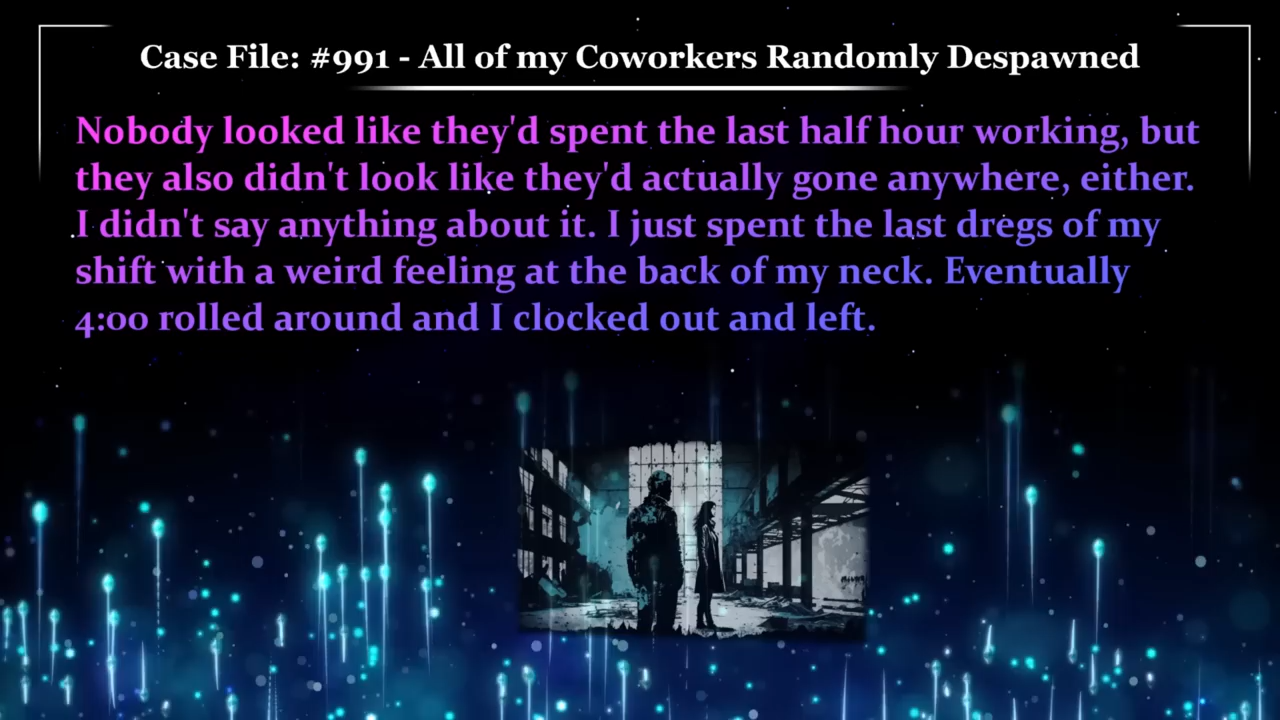 Case File: #991 - All of my Coworkers Randomly Despawned
Nobody looked like they'd spent the last half hour working, but
they also didn't look like they'd actually gone anywhere, either.
I didn't say anything about it. I just spent the last dregs of my
shift with a weird feeling at the back of my neck. Eventually
4:00 rolled around and I clocked out and left.